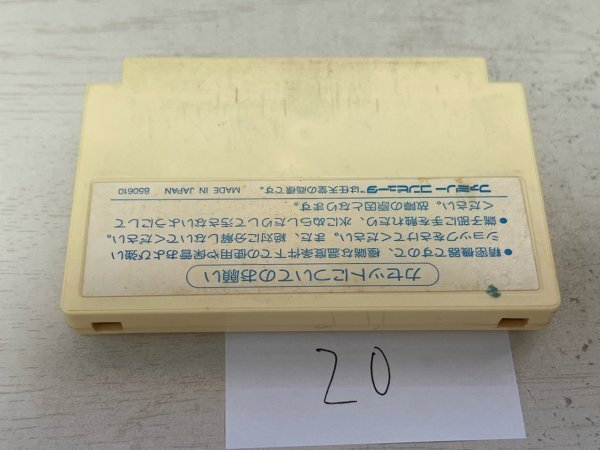 カセットについてのお願い
● 精密機器ですので、極端な温度条件下での使用や保管および強い
ショックをさけてください。また、絶対に分解しないでください。
● 端子部に手を触れたり、水にぬらしたりして汚さないようにして
ください。故障の原因となります。
ファミリーコンピュータ™は任天堂の商標です。 MADE IN JAPAN 850610
20